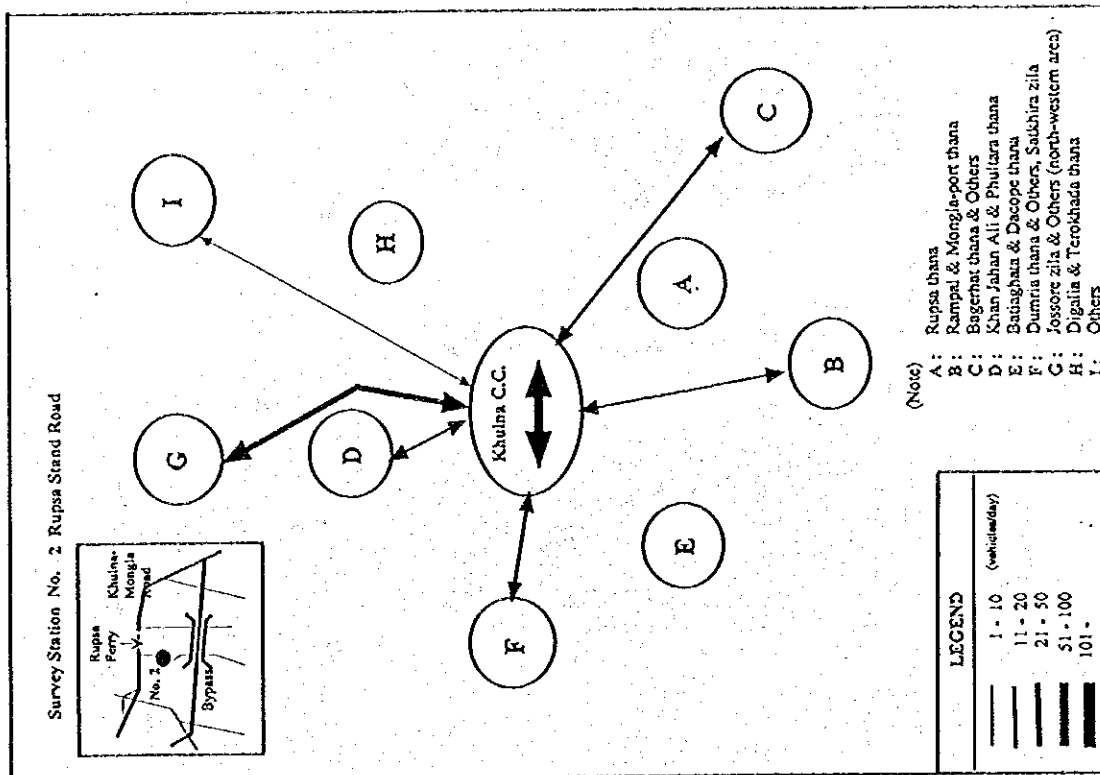 Survey Station No. 2 Rupsa Stand Road
Rupsa
Ferry
Khulna-
Mongla
Road
No. 2
Bypass
G
I
D
H
Khulna C.C.
F
A
C
E
B
(Note)
A : Rupsa thana
B : Rampal & Mongla-port thana
C : Bagerhat thana & Others
D : Khan Jahan Ali & Phultara thana
E : Batiaghata & Dacope thana
F : Dumria thana & Others, Satkhira zila
G : Jossore zila & Others (north-western area)
H : Digalia & Terokhada thana
I : Others
LEGEND
1 - 10 (vehicles/day)
11 - 20
21 - 50
51 - 100
101 -